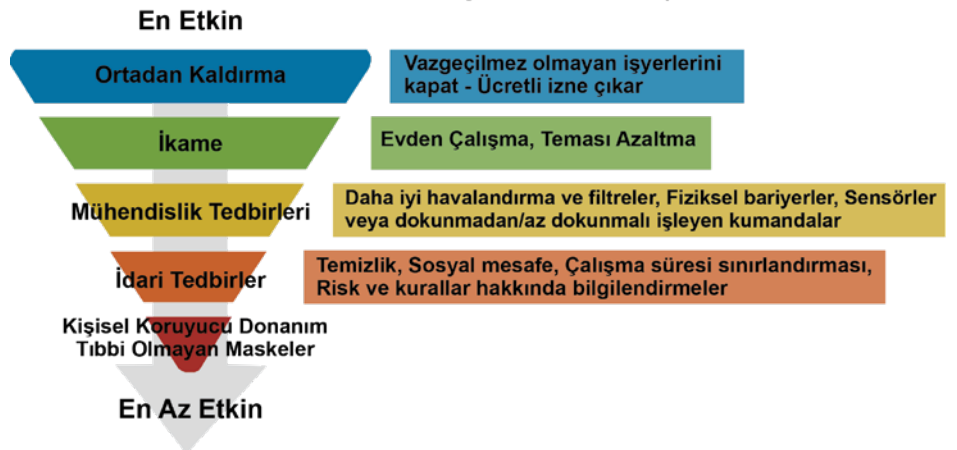 En Etkin
Ortadan Kaldırma
Vazgeçilmez olmayan işyerlerini
kapat - Ücretli izne çıkar
İkame
Evden Çalışma, Teması Azaltma
Mühendislik Tedbirleri
Daha iyi havalandırma ve filtreler, Fiziksel bariyerler, Sensörler
veya dokunmadan/az dokunmalı işleyen kumandalar
İdari Tedbirler
Temizlik, Sosyal mesafe, Çalışma süresi sınırlandırması,
Risk ve kurallar hakkında bilgilendirmeler
Kişisel Koruyucu Donanım
Tıbbi Olmayan Maskeler
En Az Etkin